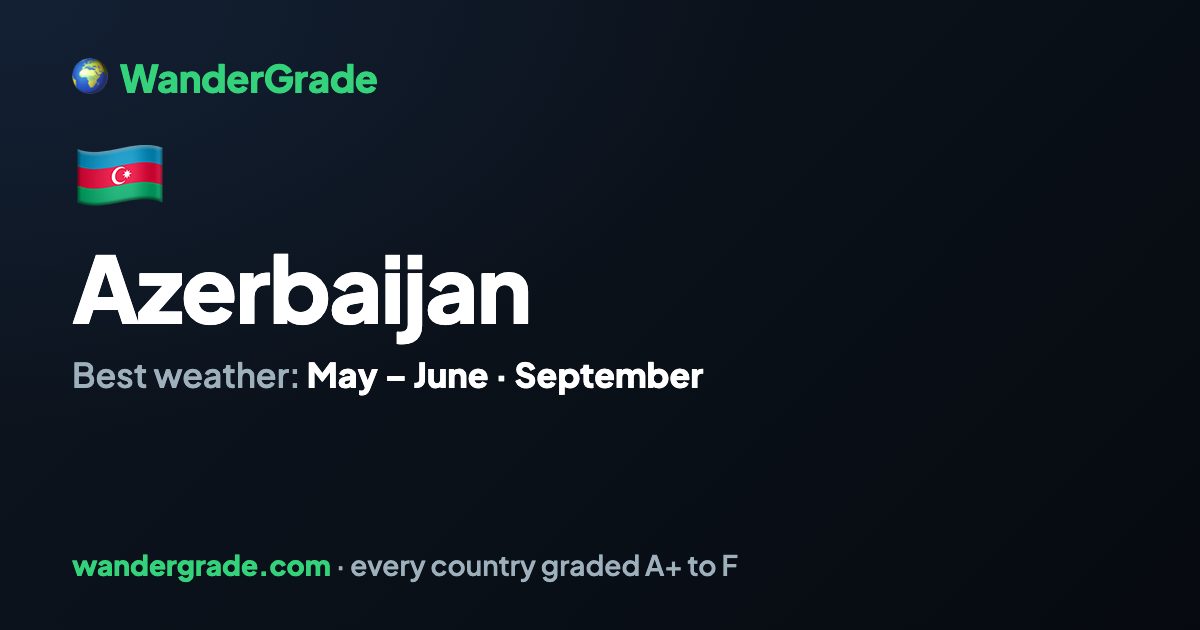 WanderGrade
Azerbaijan
Best weather: May – June · September
wandergrade.com · every country graded A+ to F